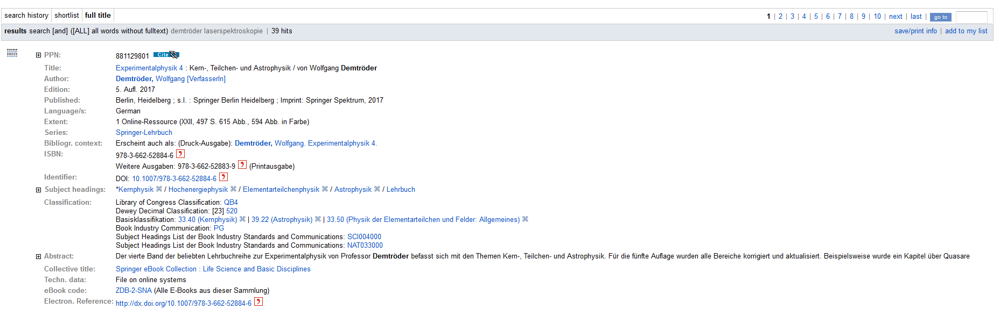 search history shortlist full title 1 | 2 | 3 | 4 | 5 | 6 | 7 | 8 | 9 | 10 | next | last | go to
results search [and] ([ALL] all words without fulltext) demtröder laserspektroskopie | 39 hits save/print info | add to my list
PPN: 881129801 Cite
Title: Experimentalphysik 4 : Kern-, Teilchen- und Astrophysik / von Wolfgang Demtröder
Author: Demtröder, Wolfgang [VerfasserIn]
Edition: 5. Aufl. 2017
Published: Berlin, Heidelberg ; s.l. : Springer Berlin Heidelberg ; Imprint: Springer Spektrum, 2017
Language/s: German
Extent: 1 Online-Ressource (XXII, 497 S. 615 Abb., 594 Abb. in Farbe)
Series: Springer-Lehrbuch
Bibliogr. context: Erscheint auch als: (Druck-Ausgabe): Demtröder, Wolfgang. Experimentalphysik 4.
ISBN: 978-3-662-52884-6
Weitere Ausgaben: 978-3-662-52883-9 (Printausgabe)
Identifier: DOI: 10.1007/978-3-662-52884-6
Subject headings: *Kernphysik ⌘ / Hochenergiephysik ⌘ / Elementarteilchenphysik ⌘ / Astrophysik ⌘ / Lehrbuch
Classification: Library of Congress Classification: QB4
Dewey Decimal Classification: [23] 520
Basisklassifikation: 33.40 (Kernphysik) ⌘ | 39.22 (Astrophysik) ⌘ | 33.50 (Physik der Elementarteilchen und Felder: Allgemeines) ⌘
Book Industry Communication: PG
Subject Headings List der Book Industry Standards and Communications: SCI004000
Subject Headings List der Book Industry Standards and Communications: NAT033000
Abstract: Der vierte Band der beliebten Lehrbuchreihe zur Experimentalphysik von Professor Demtröder befasst sich mit den Themen Kern-, Teilchen- und Astrophysik. Für die fünfte Auflage wurden alle Bereiche korrigiert und aktualisiert. Beispielsweise wurde ein Kapitel über Quasare
Collective title: Springer eBook Collection : Life Science and Basic Disciplines
Techn. data: File on online systems
eBook code: ZDB-2-SNA (Alle E-Books aus dieser Sammlung)
Electron. Reference: http://dx.doi.org/10.1007/978-3-662-52884-6